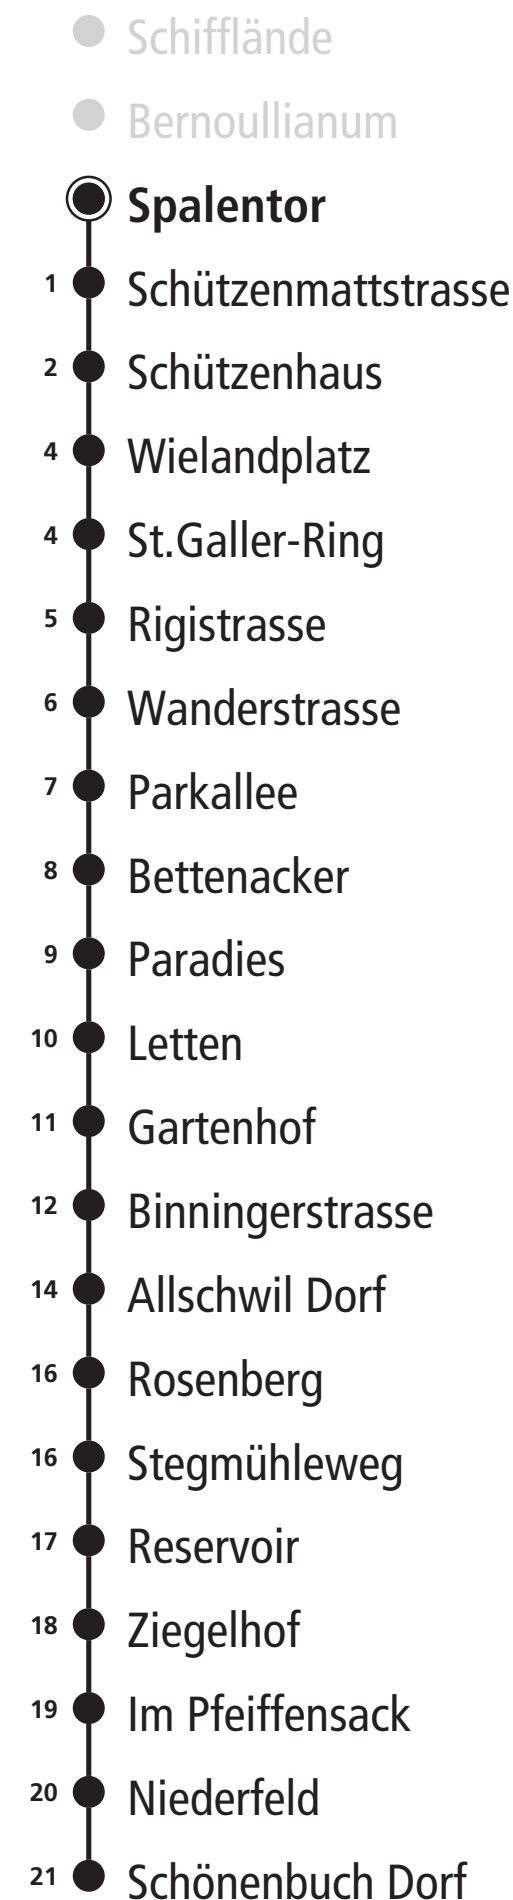 Schifflände
Bernoullianum
Spalentor
1 Schützenmattstrasse
2 Schützenhaus
4 Wielandplatz
4 St.Galler-Ring
5 Rigistrasse
6 Wanderstrasse
7 Parkallee
8 Bettenacker
9 Paradies
10 Letten
11 Gartenhof
12 Binningerstrasse
14 Allschwil Dorf
16 Rosenberg
16 Stegmühleweg
17 Reservoir
18 Ziegelhof
19 Im Pfeiffensack
20 Niederfeld
21 Schönenbuch Dorf